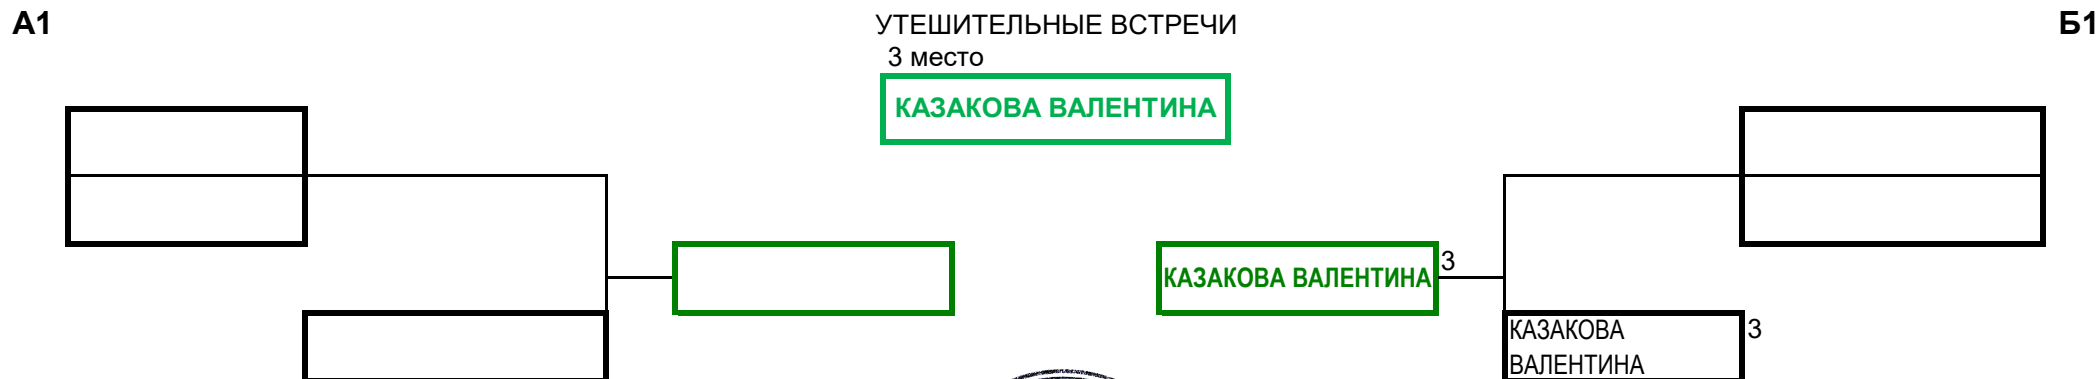 А1
УТЕШИТЕЛЬНЫЕ ВСТРЕЧИ
Б1
3 место
КАЗАКОВА ВАЛЕНТИНА
КАЗАКОВА ВАЛЕНТИНА 3
КАЗАКОВА 3
ВАЛЕНТИНА